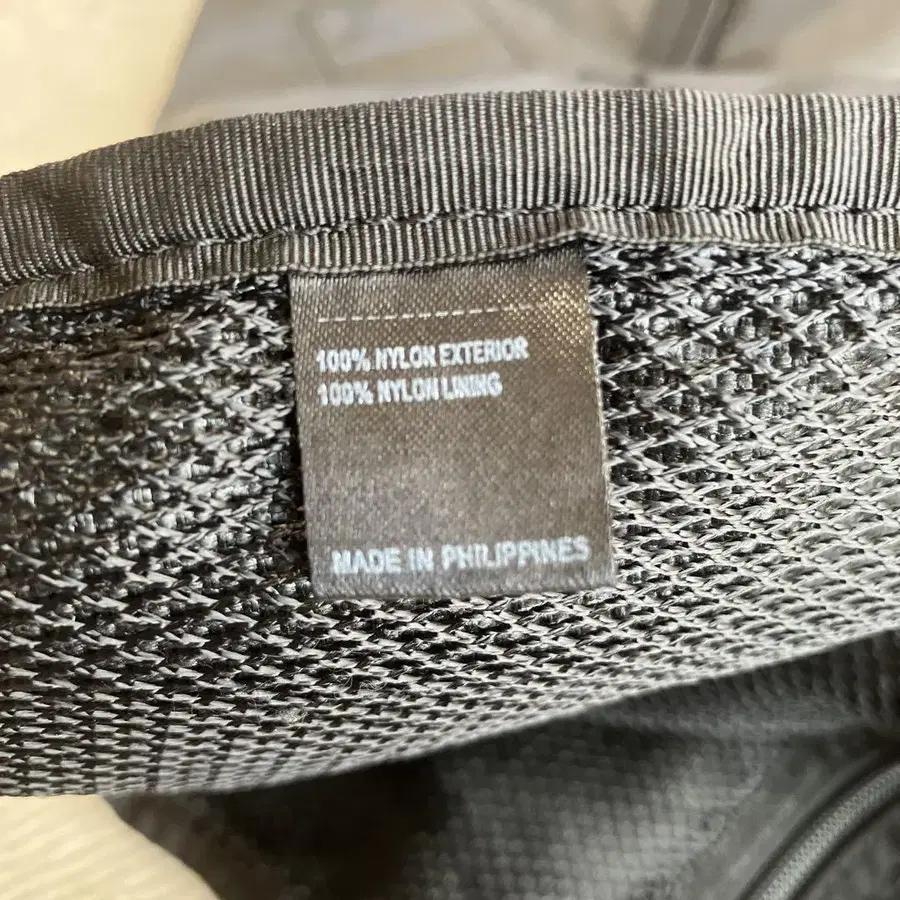 100% NYLON EXTERIOR
100% NYLON LINING
MADE IN PHILIPPINES